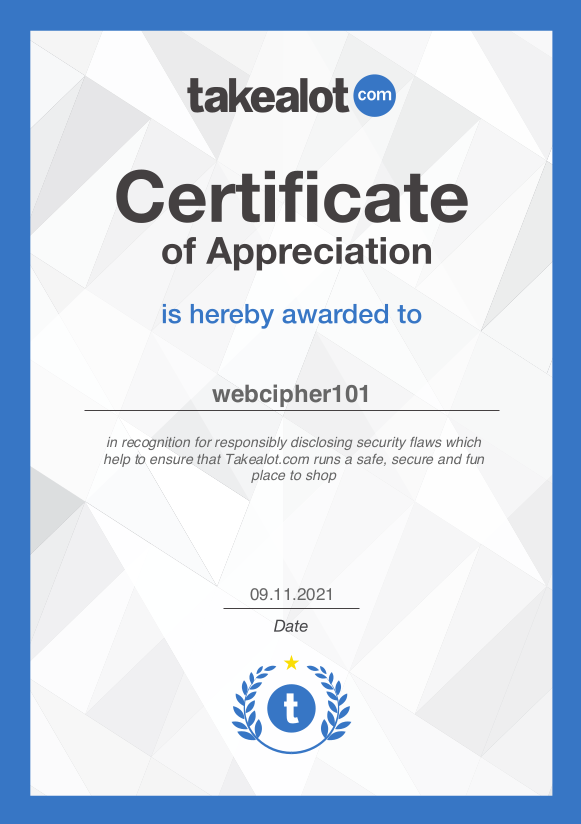 takealot com
Certificate
of Appreciation
is hereby awarded to
webcipher101
in recognition for responsibly disclosing security flaws which
help to ensure that Takealot.com runs a safe, secure and fun
place to shop
09.11.2021
Date
t